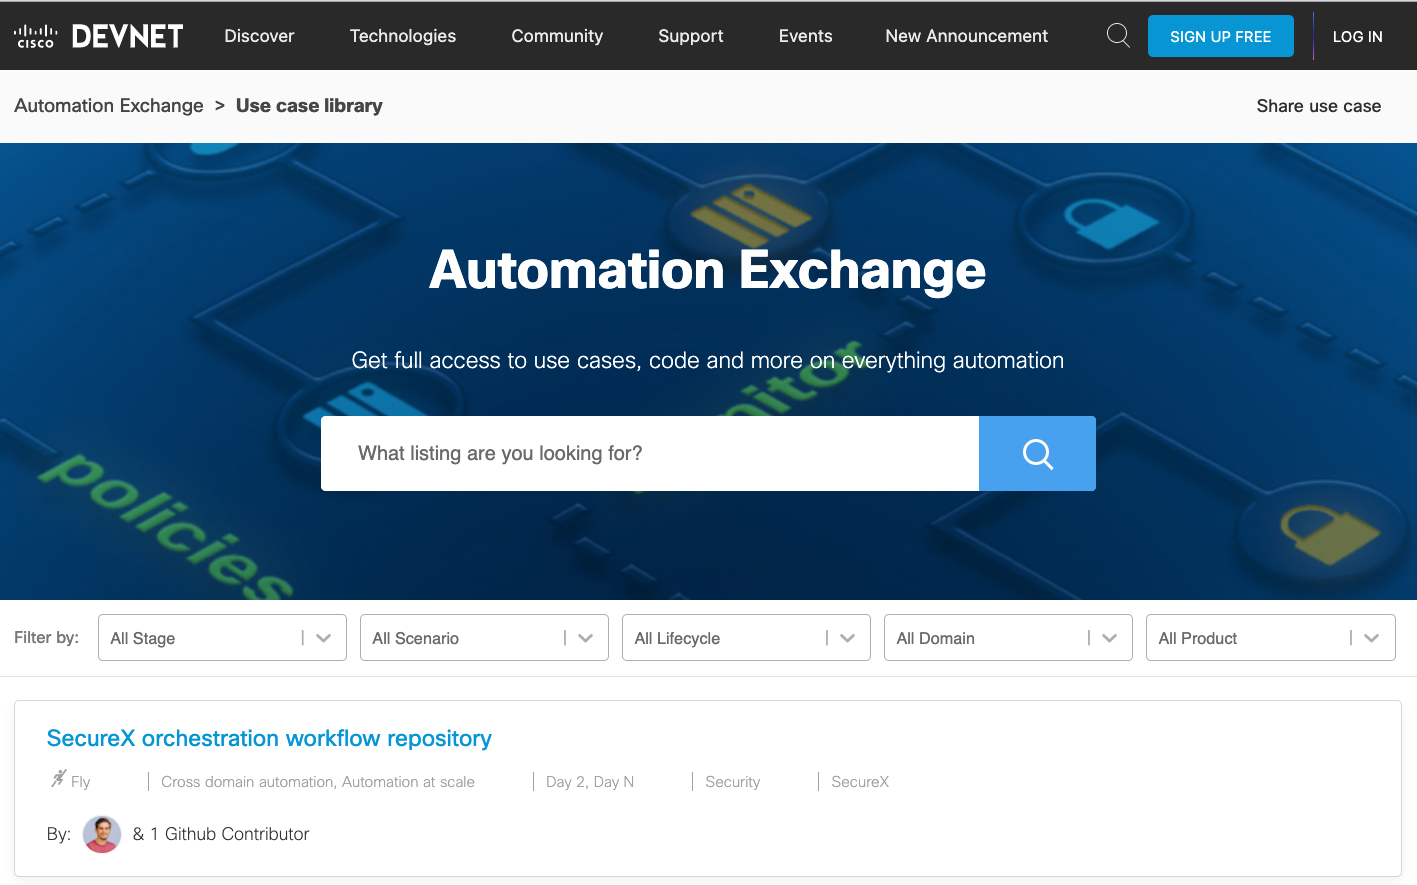 CISCO DEVNET Discover Technologies Community Support Events New Announcement SIGN UP FREE LOG IN
Automation Exchange > Use case library Share use case
Automation Exchange
Get full access to use cases, code and more on everything automation
nitor
What listing are you looking for?
policies
Filter by: All Stage All Scenario All Lifecycle All Domain All Product
SecureX orchestration workflow repository
Fly | Cross domain automation, Automation at scale | Day 2, Day N | Security | SecureX
By: & 1 Github Contributor